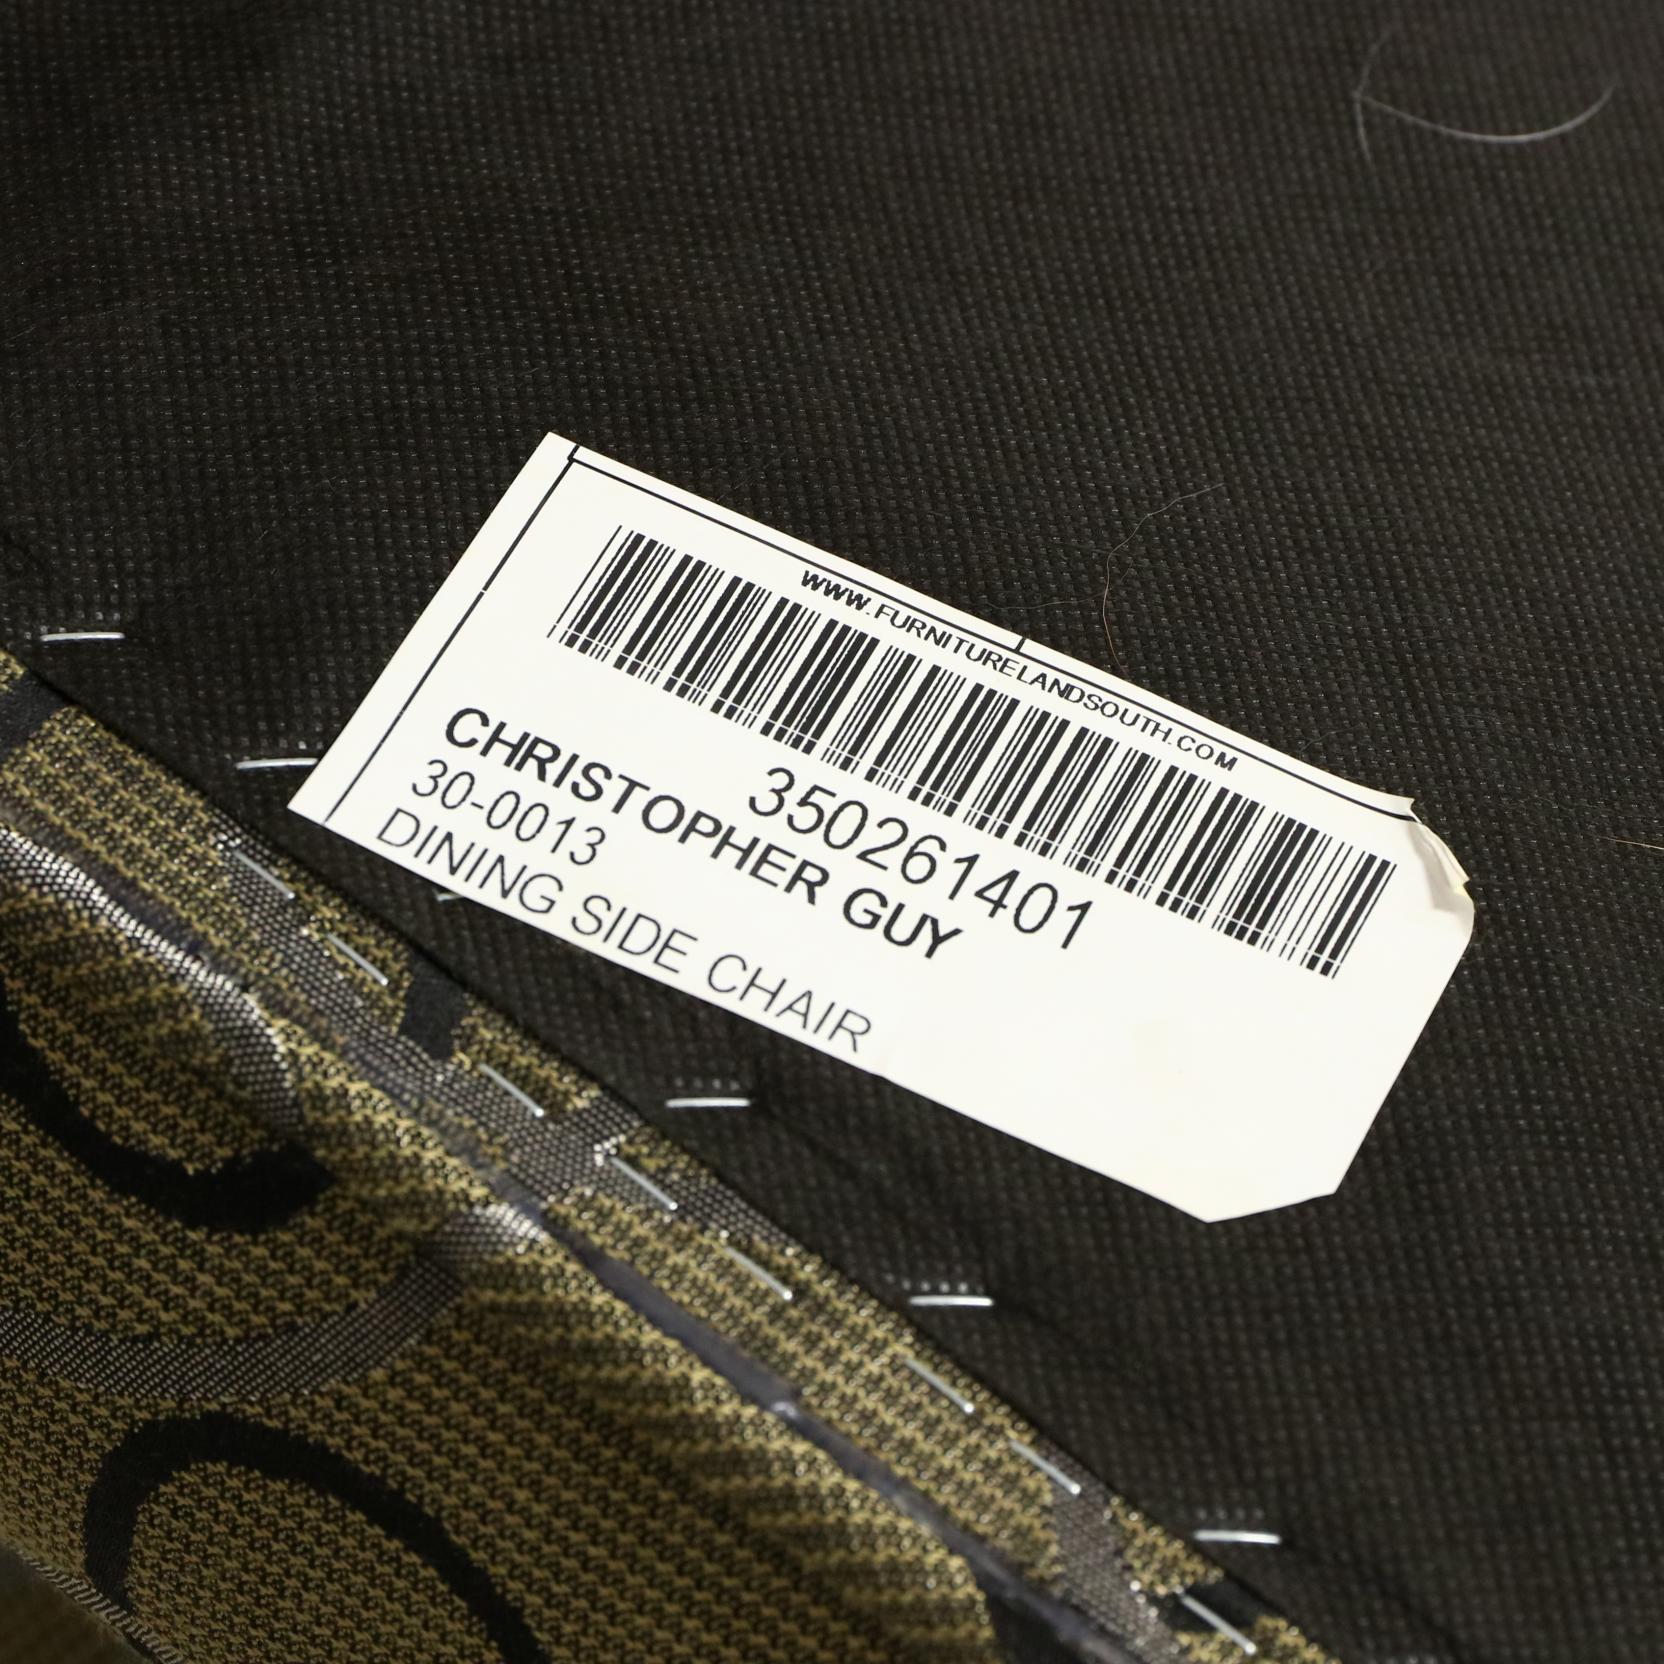 WWW.FURNITURELANDSOUTH.COM
350261401
CHRISTOPHER GUY
30-0013
DINING SIDE CHAIR